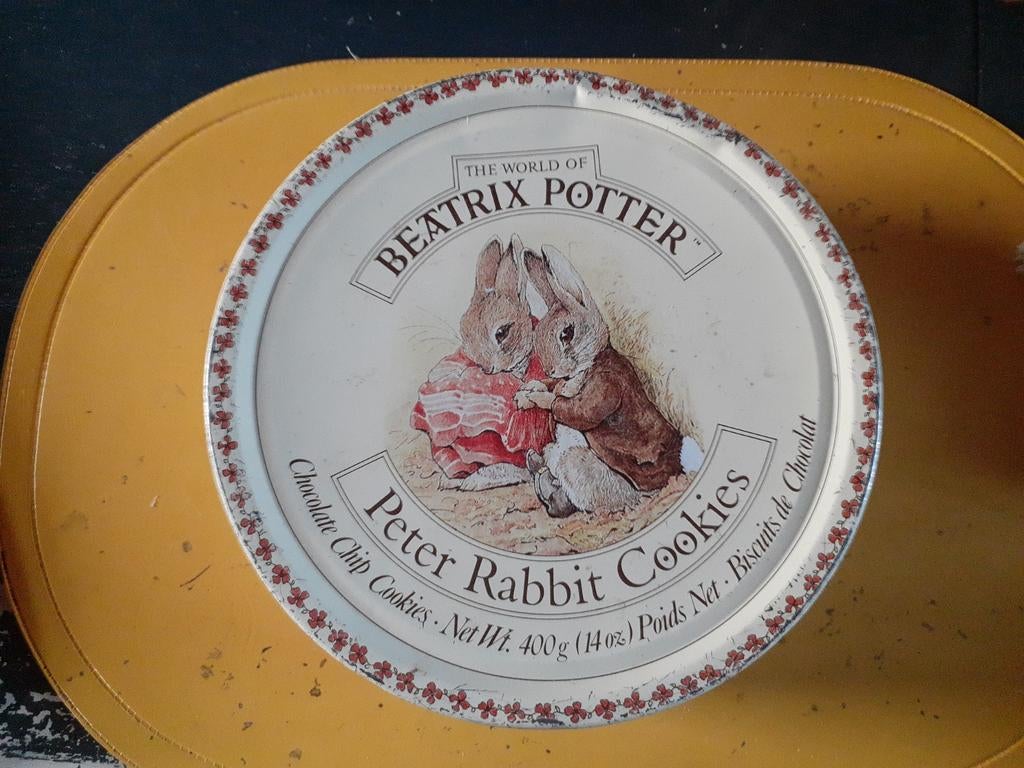 THE WORLD OF
BEATRIX POTTER™
Peter Rabbit Cookies
Chocolate Chip Cookies · Net Wt. 400g (14 oz) Poids Net · Biscuits de Chocolat